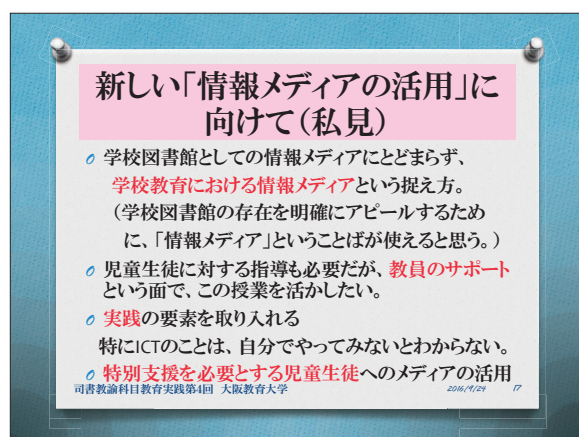 新しい「情報メディアの活用」に
向けて(私見)
学校図書館としての情報メディアにとどまらず、
学校教育における情報メディアという捉え方。
(学校図書館の存在を明確にアピールするため
に、「情報メディア」ということばが使えると思う。)
児童生徒に対する指導も必要だが、教員のサポート
という面で、この授業を活かしたい。
実践の要素を取り入れる
特にICTのことは、自分でやってみないとわからない。
特別支援を必要とする児童生徒へのメディアの活用
司書教諭科目教育実践第4回 大阪教育大学 2016/9/24 17